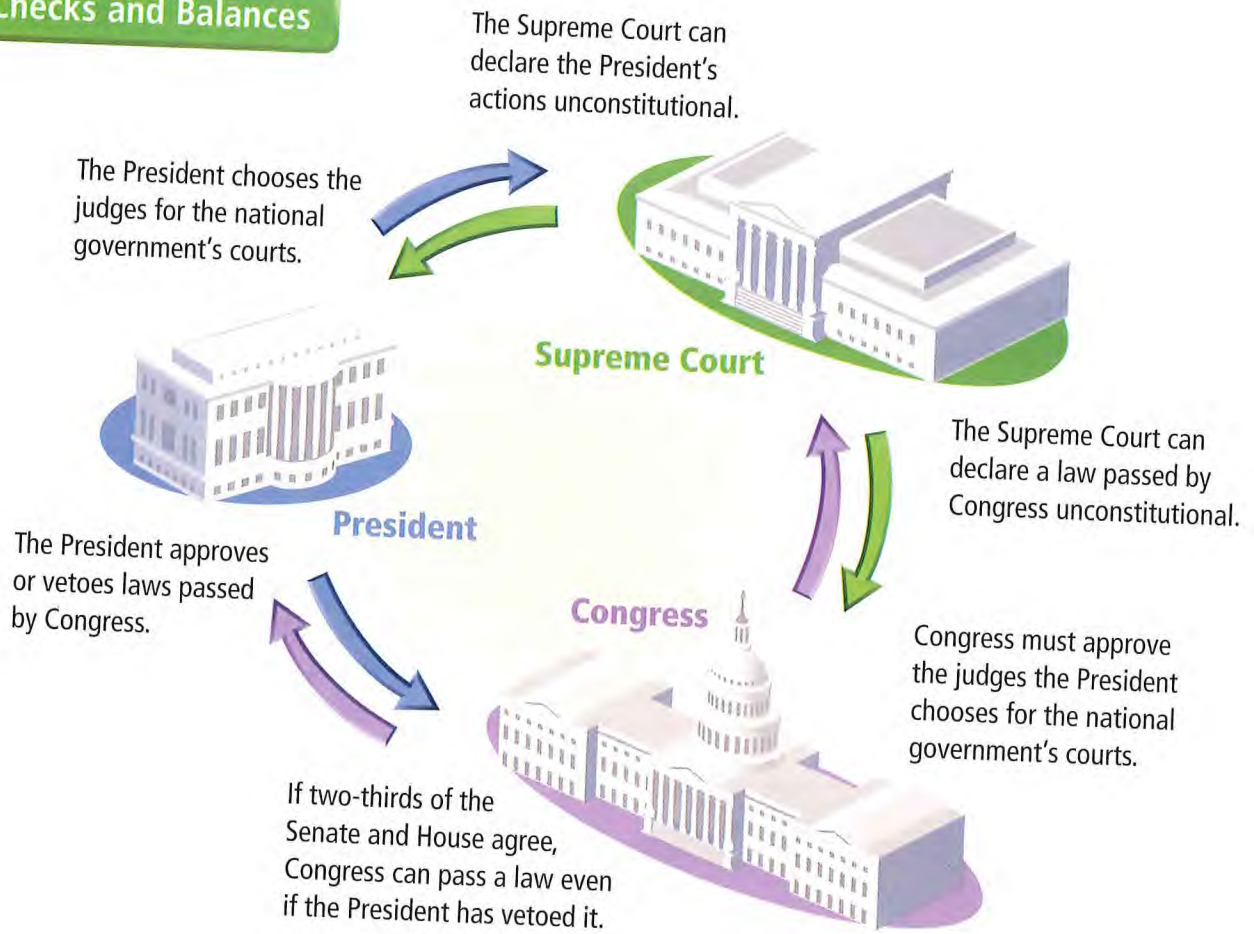 Checks and Balances
The Supreme Court can
declare the President's
actions unconstitutional.
The President chooses the
judges for the national
government's courts.
Supreme Court
The Supreme Court can
declare a law passed by
Congress unconstitutional.
President
The President approves
or vetoes laws passed
by Congress.
Congress
Congress must approve
the judges the President
chooses for the national
government's courts.
If two-thirds of the
Senate and House agree,
Congress can pass a law even
if the President has vetoed it.